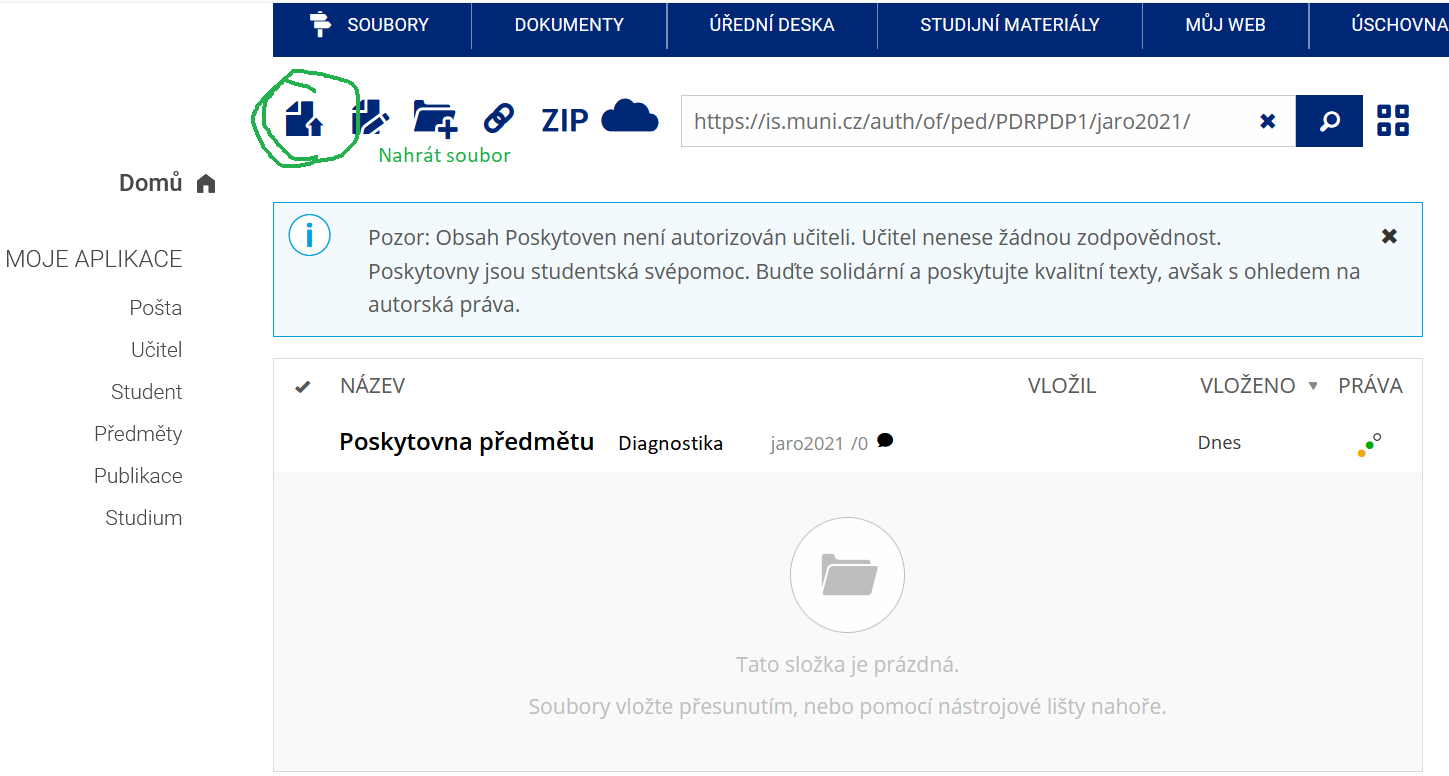 SOUBORY DOKUMENTY ÚŘEDNÍ DESKA STUDIJNÍ MATERIÁLY MŮJ WEB ÚSCHOVNA
ZIP https://is.muni.cz/auth/of/ped/PDRPDP1/jaro2021/
Nahrát soubor
Domů
MOJE APLIKACE
Pošta
Učitel
Student
Předměty
Publikace
Studium
Pozor: Obsah Poskytoven není autorizován učiteli. Učitel nenese žádnou zodpovědnost.
Poskytovny jsou studentská svépomoc. Buďte solidární a poskytujte kvalitní texty, avšak s ohledem na
autorská práva.
NÁZEV VLOŽIL VLOŽENO PRÁVA
Poskytovna předmětu Diagnostika jaro2021 /0 Dnes
Tato složka je prázdná.
Soubory vložte přesunutím, nebo pomocí nástrojové lišty nahoře.